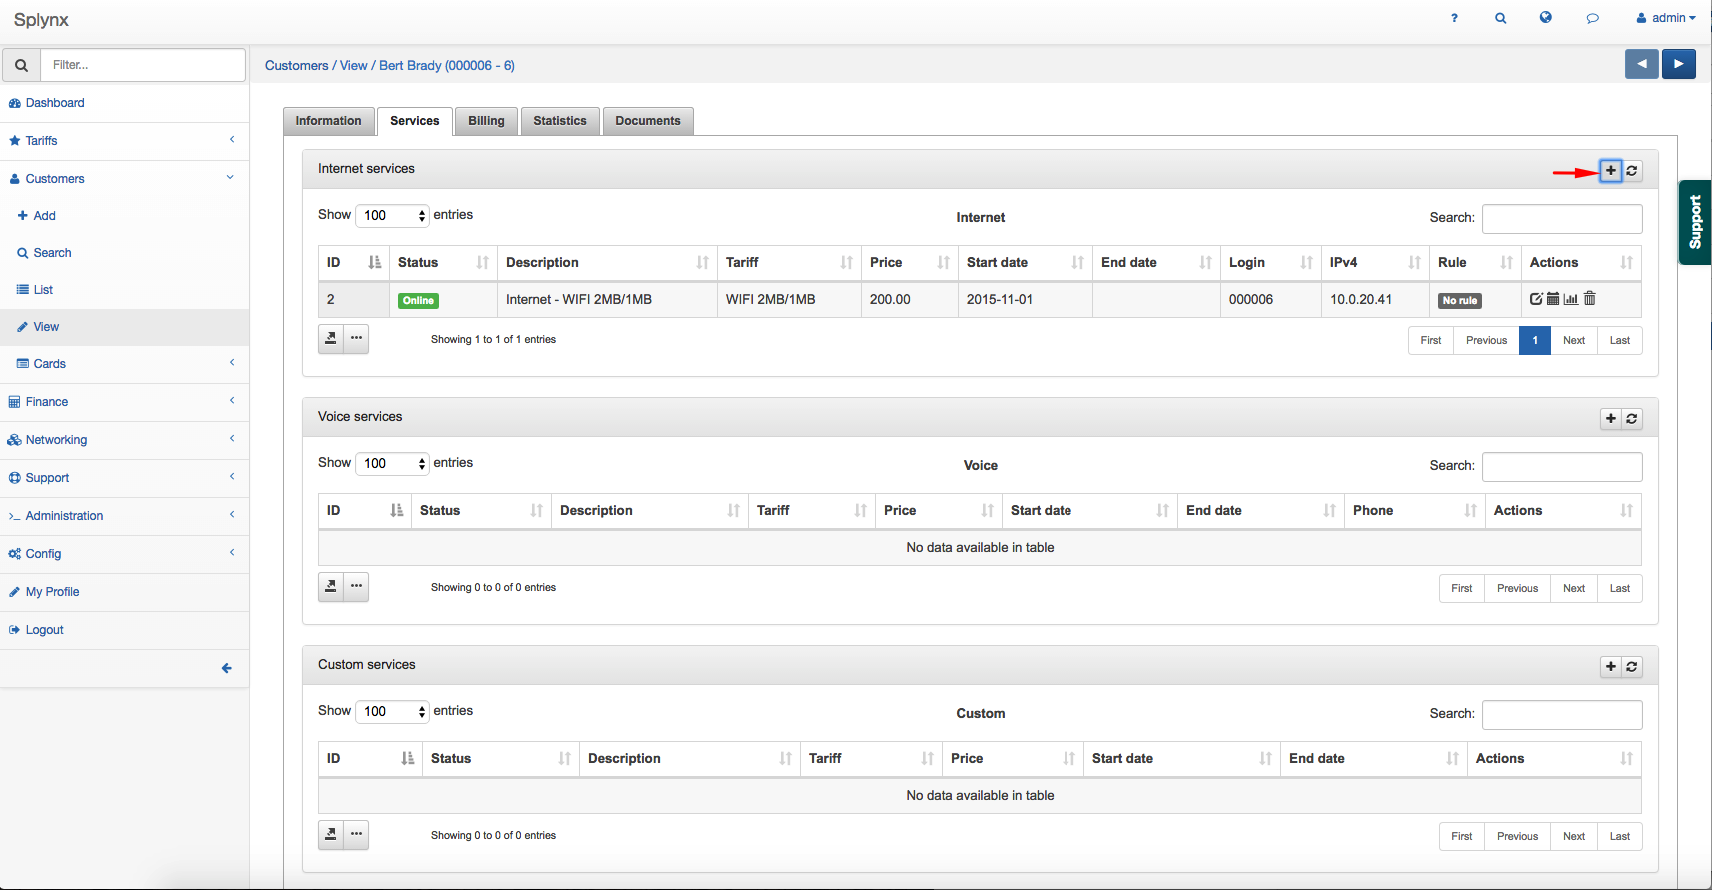 Splynx
? admin
Filter...
Customers / View / Bert Brady (000006 - 6)
Dashboard
Tariffs
Customers
Add
Search
List
View
Cards
Finance
Networking
Support
Administration
Config
My Profile
Logout
Information Services Billing Statistics Documents
Internet services
Show 100 entries Internet Search:
ID Status Description Tariff Price Start date End date Login IPv4 Rule Actions
2 Online Internet - WIFI 2MB/1MB WIFI 2MB/1MB 200.00 2015-11-01 000006 10.0.20.41 No rule
Showing 1 to 1 of 1 entries First Previous 1 Next Last
Voice services
Show 100 entries Voice Search:
ID Status Description Tariff Price Start date End date Phone Actions
No data available in table
Showing 0 to 0 of 0 entries First Previous Next Last
Custom services
Show 100 entries Custom Search:
ID Status Description Tariff Price Start date End date Actions
No data available in table
Showing 0 to 0 of 0 entries First Previous Next Last
Support